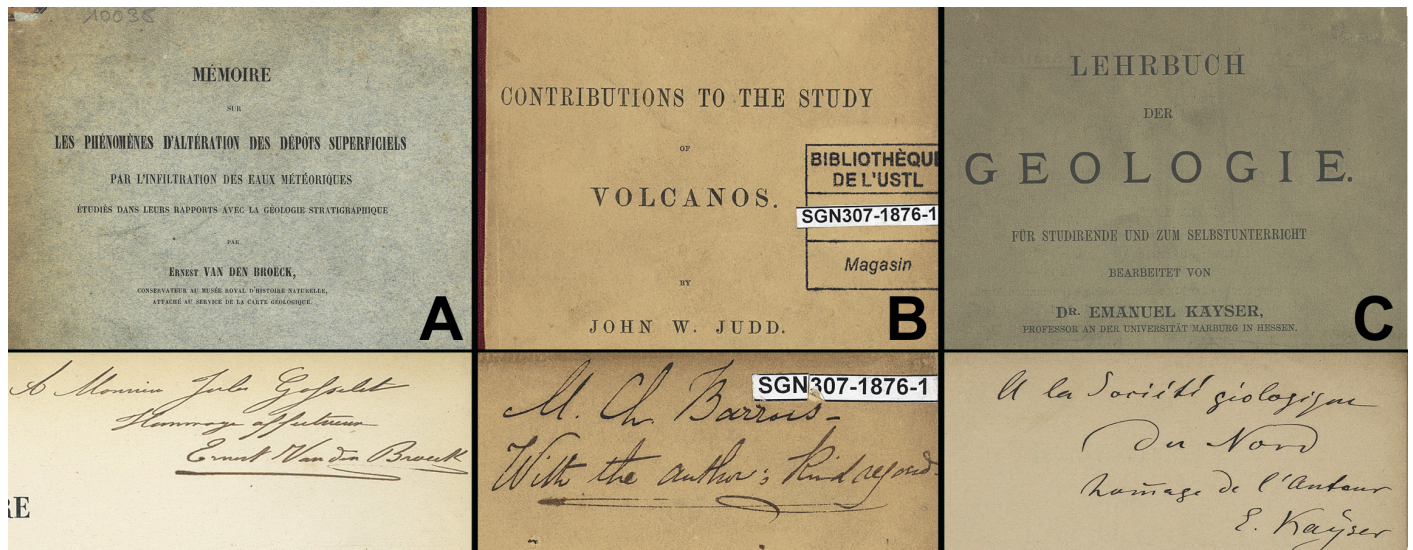 10035
MÉMOIRE
SUR
LES PHÉNOMÈNES D'ALTÉRATION DES DÉPOTS SUPERFICIELS
PAR L'INFILTRATION DES EAUX MÉTÉORIQUES
ÉTUDIÉS DANS LEURS RAPPORTS AVEC LA GÉOLOGIE STRATIGRAPHIQUE
PAR
ERNEST VAN DEN BROECK,
CONSERVATEUR AU MUSÉE ROYAL D'HISTOIRE NATURELLE,
ATTACHÉ AU SERVICE DE LA CARTE GÉOLOGIQUE.
A
A Monsieur Jules Gosselet
Hommage affectueux
Ernest Van den Broeck
RE
CONTRIBUTIONS TO THE STUDY
OF
VOLCANOS.
BY
JOHN W. JUDD.
BIBLIOTHÈQUE
DE L'USTL
SGN307-1876-1
Magasin
B
SGN307-1876-1
M. Ch. Barrois-
With the author's kind regards
LEHRBUCH
DER
GEOLOGIE.
FÜR STUDIRENDE UND ZUM SELBSTUNTERRICHT
BEARBEITET VON
DR. EMANUEL KAYSER,
PROFESSOR AN DER UNIVERSITÄT MARBURG IN HESSEN.
C
A la Société géologique
du Nord
hom̄age de l'Auteur
E. Kaÿser